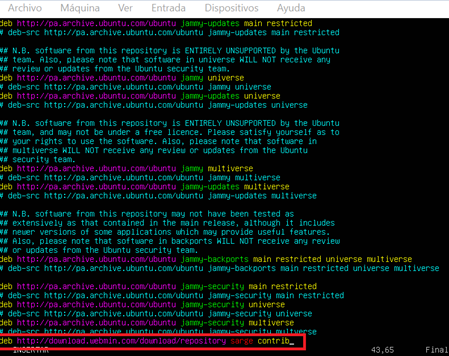 Archivo Máquina Ver Entrada Dispositivos Ayuda
deb http://pa.archive.ubuntu.com/ubuntu jammy-updates main restricted
# deb-src http://pa.archive.ubuntu.com/ubuntu jammy-updates main restricted
## N.B. software from this repository is ENTIRELY UNSUPPORTED by the Ubuntu
## team. Also, please note that software in universe WILL NOT receive any
## review or updates from the Ubuntu security team.
deb http://pa.archive.ubuntu.com/ubuntu jammy universe
# deb-src http://pa.archive.ubuntu.com/ubuntu jammy universe
deb http://pa.archive.ubuntu.com/ubuntu jammy-updates universe
# deb-src http://pa.archive.ubuntu.com/ubuntu jammy-updates universe
## N.B. software from this repository is ENTIRELY UNSUPPORTED by the Ubuntu
## team, and may not be under a free licence. Please satisfy yourself as to
## your rights to use the software. Also, please note that software in
## multiverse WILL NOT receive any review or updates from the Ubuntu
## security team.
deb http://pa.archive.ubuntu.com/ubuntu jammy multiverse
# deb-src http://pa.archive.ubuntu.com/ubuntu jammy multiverse
deb http://pa.archive.ubuntu.com/ubuntu jammy-updates multiverse
# deb-src http://pa.archive.ubuntu.com/ubuntu jammy-updates multiverse
## N.B. software from this repository may not have been tested as
## extensively as that contained in the main release, although it includes
## newer versions of some applications which may provide useful features.
## Also, please note that software in backports WILL NOT receive any review
## or updates from the Ubuntu security team.
deb http://pa.archive.ubuntu.com/ubuntu jammy-backports main restricted universe multiverse
# deb-src http://pa.archive.ubuntu.com/ubuntu jammy-backports main restricted universe multiverse
deb http://pa.archive.ubuntu.com/ubuntu jammy-security main restricted
# deb-src http://pa.archive.ubuntu.com/ubuntu jammy-security main restricted
deb http://pa.archive.ubuntu.com/ubuntu jammy-security universe
# deb-src http://pa.archive.ubuntu.com/ubuntu jammy-security universe
deb http://pa.archive.ubuntu.com/ubuntu jammy-security multiverse
# deb-src http://pa.archive.ubuntu.com/ubuntu jammy-security multiverse
deb http://download.webmin.com/download/repository sarge contrib
INSERTAR 43,65 Final